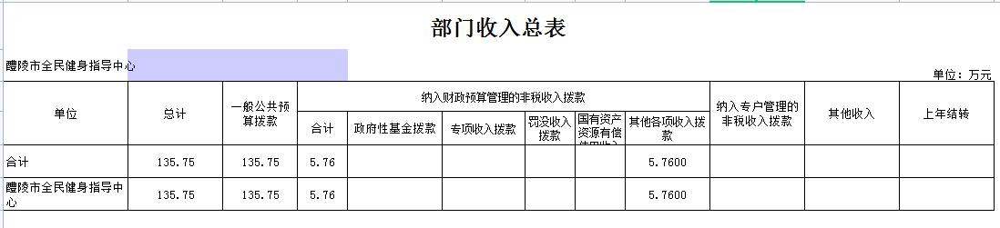 部门收入总表
醴陵市全民健身指导中心
单位：万元
单位
总计
一般公共预
算拨款
纳入财政预算管理的非税收入拨款
合计
政府性基金拨款
专项收入拨款
罚没收入
拨款
国有资产
资源有偿
其他各项收入拨
款
纳入专户管理的
非税收入拨款
其他收入
上年结转
合计
135.75
135.75
5.76
5.7600
醴陵市全民健身指导中
心
135.75
135.75
5.76
5.7600